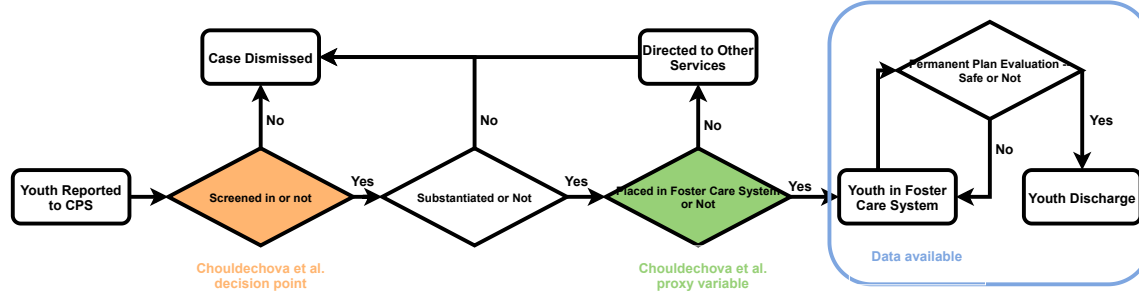 Case Dismissed
Directed to Other
Services
Permanent Plan Evaluation --
Safe or Not
No
No
No
Yes
No
Youth Reported
to CPS
Screened in or not
Yes
Substantiated or Not
Yes
Placed in Foster Care System
or Not
Yes
Youth in Foster
Care System
Youth Discharge
Chouldechova et al.
decision point
Chouldechova et al.
proxy variable
Data available